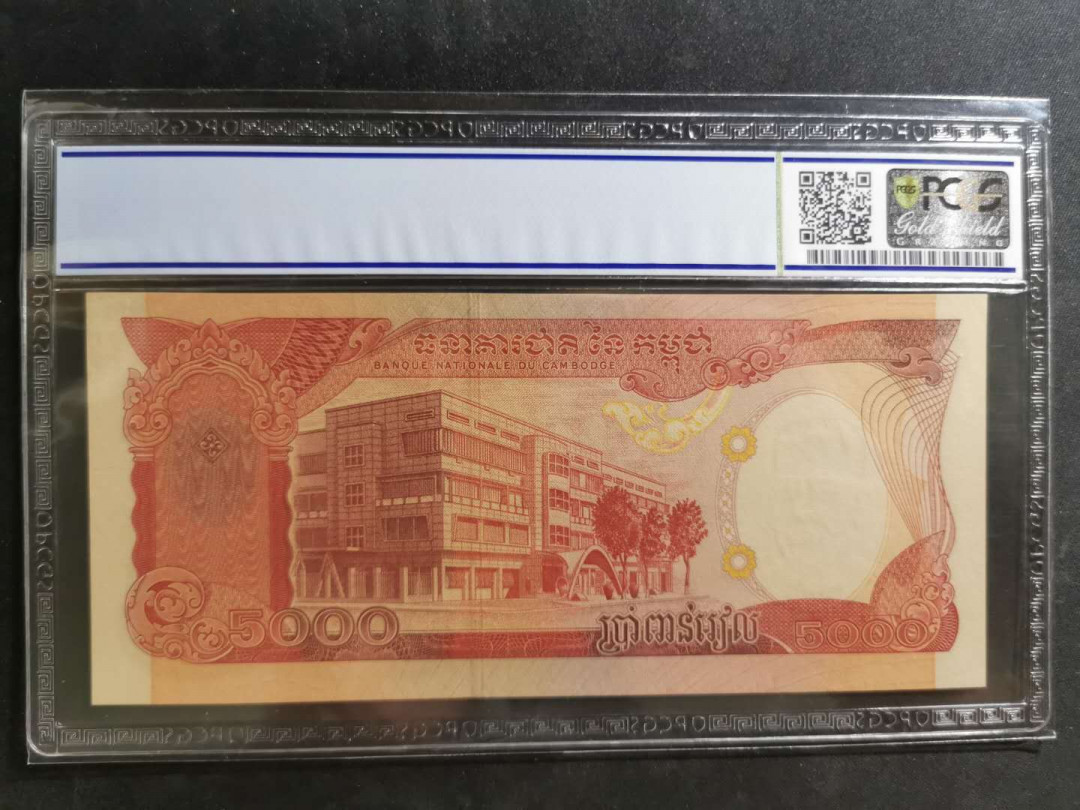 PCGS
PCGS
Gold Shield
GRADING
ធនាគារជាតិ នៃ កម្ពុជា
BANQUE NATIONALE DU CAMBODGE
5000
ប្រាំពាន់រៀល
5000